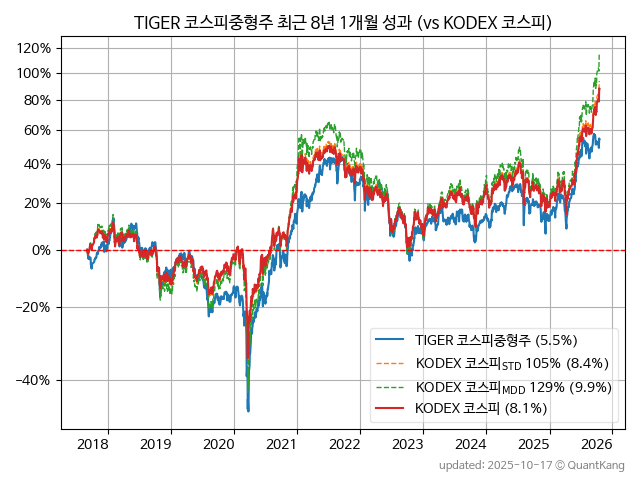 TIGER 코스피중형주 최근 8년 1개월 성과 (vs KODEX 코스피)
120%
100%
80%
60%
40%
20%
0%
−20%
−40%
TIGER 코스피중형주 (5.5%)
KODEX 코스피STD 105% (8.4%)
KODEX 코스피MDD 129% (9.9%)
KODEX 코스피 (8.1%)
2018 2019 2020 2021 2022 2023 2024 2025 2026
updated: 2025-10-17 © QuantKang